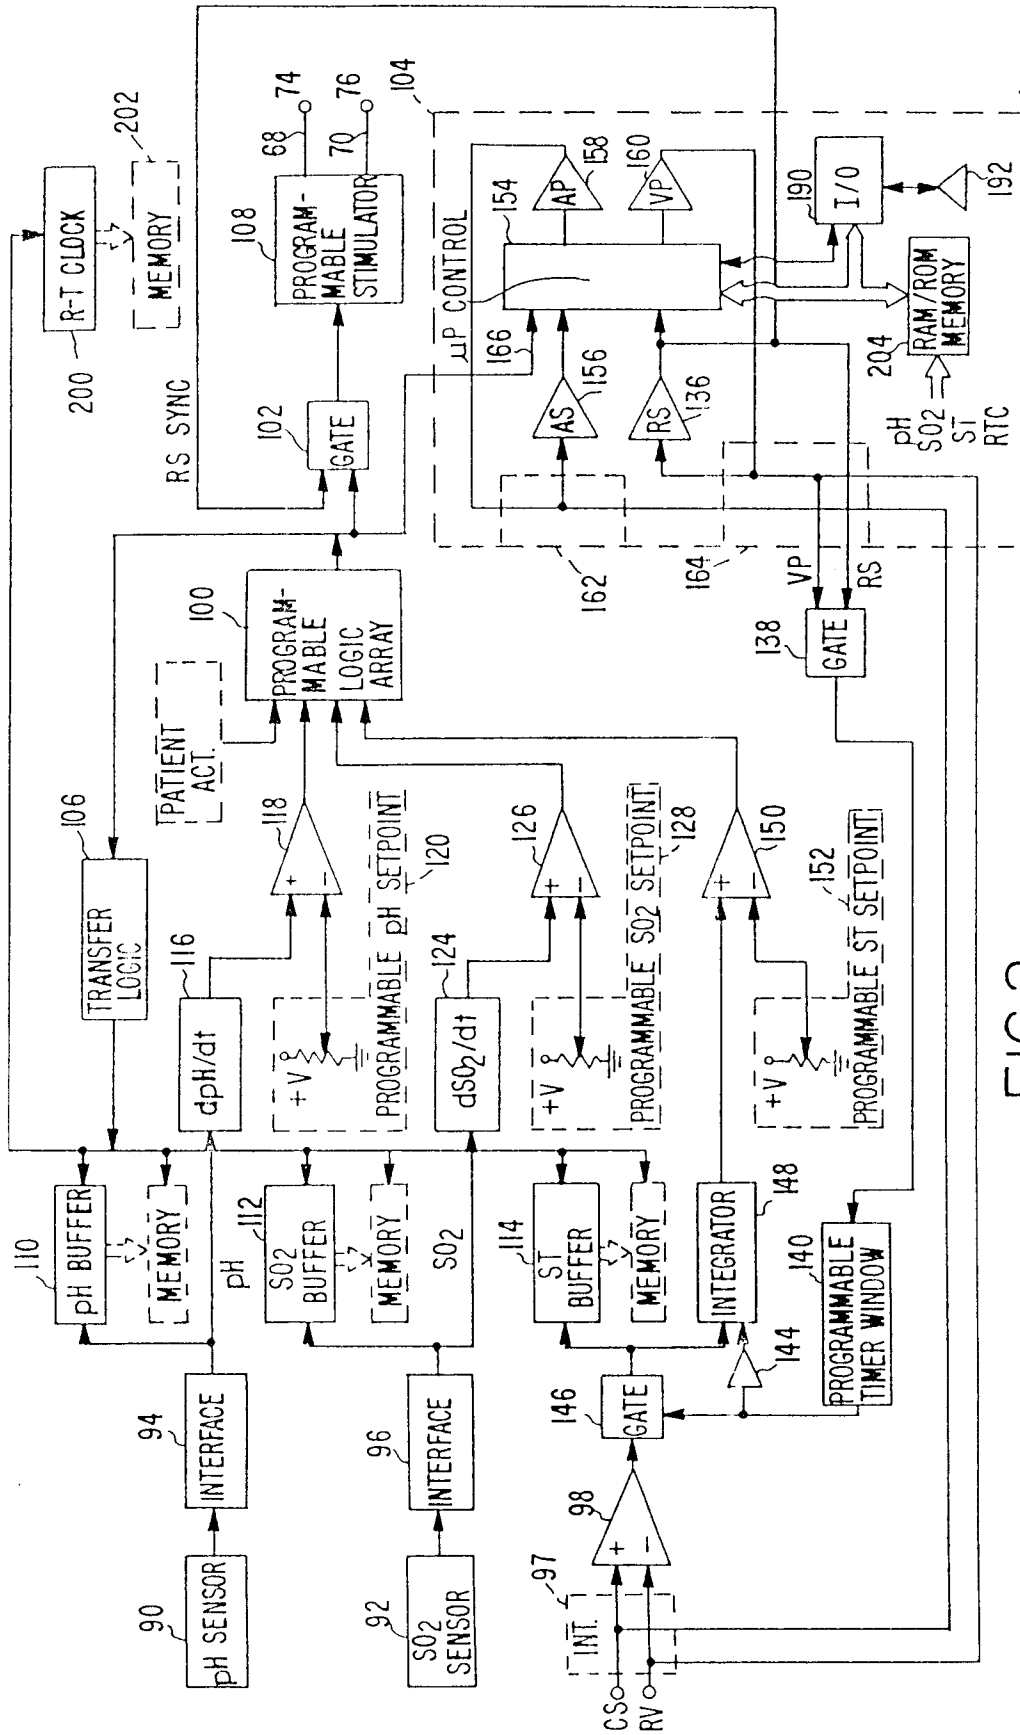 200
R-T CLOCK
202
MEMORY
RS SYNC
102
GATE
108
PROGRAM-
MABLE
STIMULATOR
68
74
70
76
104
μP CONTROL
166
154
AS
156
RS
136
AP
158
VP
160
190
I/O
192
204
RAM/ROM
MEMORY
pH
SO2
ST
RTC
162
164
VP
RS
138
GATE
106
TRANSFER
LOGIC
PATIENT
ACT.
100
PROGRAM-
MABLE
LOGIC
ARRAY
116
dpH/dt
118
+
-
+V
PROGRAMMABLE pH SETPOINT
120
124
dSO2/dt
126
+
-
+V
PROGRAMMABLE SO2 SETPOINT
128
150
+
-
+V
PROGRAMMABLE ST SETPOINT
152
110
pH BUFFER
MEMORY
pH
112
SO2
BUFFER
MEMORY
SO2
114
ST
BUFFER
MEMORY
148
INTEGRATOR
144
140
PROGRAMMABLE
TIMER WINDOW
90
pH SENSOR
94
INTERFACE
92
SO2
SENSOR
96
INTERFACE
97
INT.
CS
RV
98
+
-
146
GATE